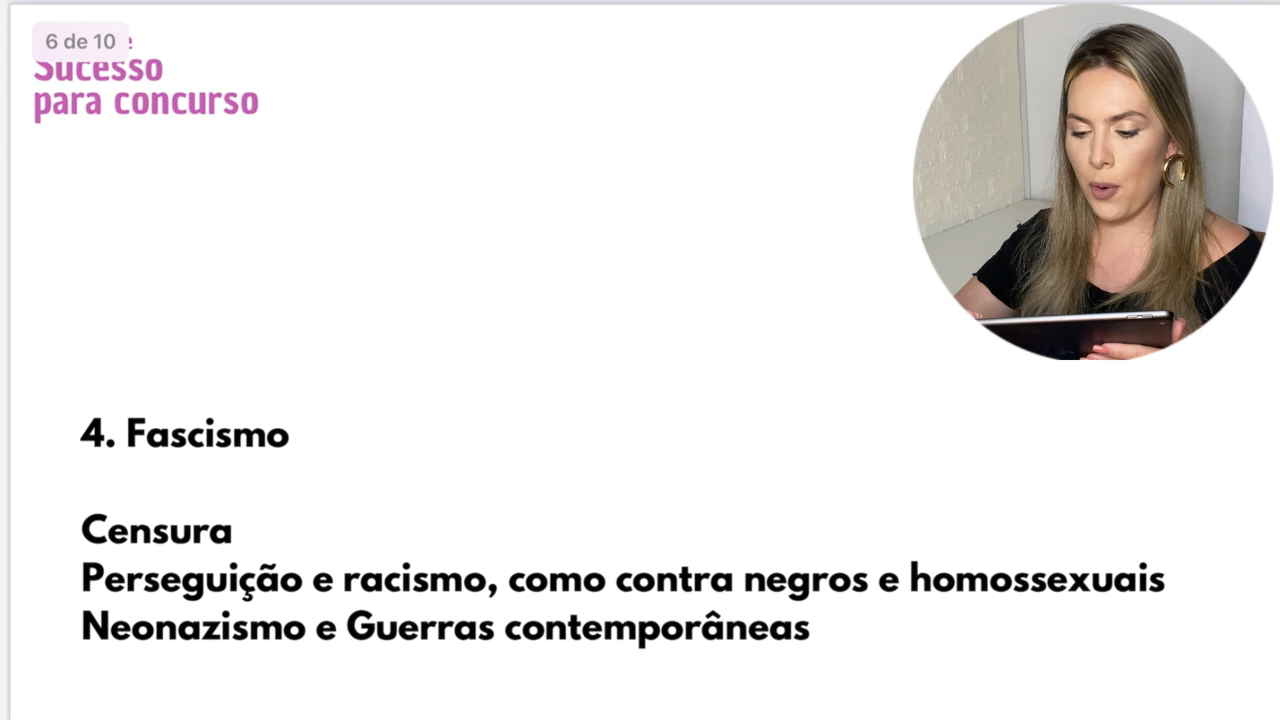 6 de 10
Sucesso
para concurso
4. Fascismo
Censura
Perseguição e racismo, como contra negros e homossexuais
Neonazismo e Guerras contemporâneas